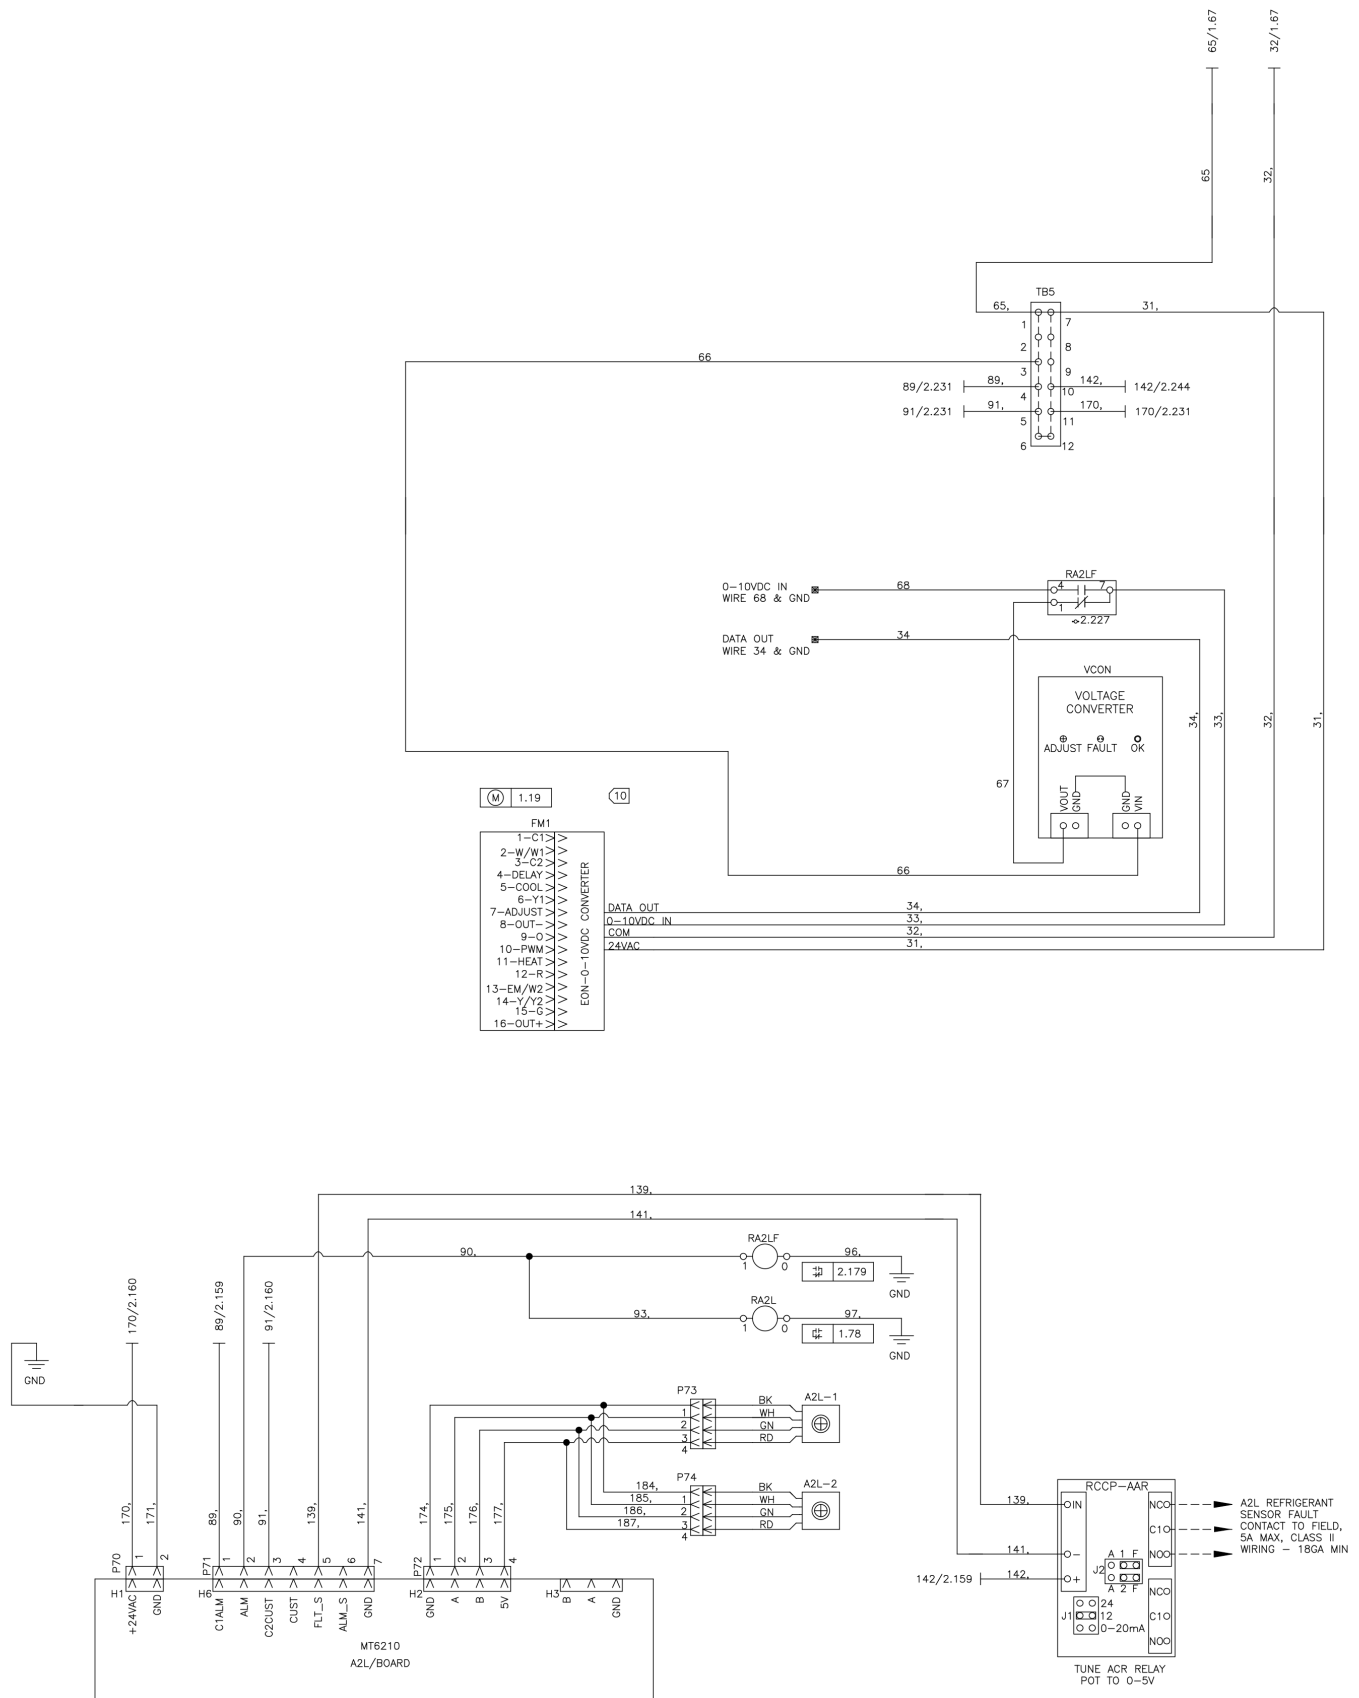 65/1.67
32/1.67
65
32,
TB5
65,
31,
1
7
2
8
66
3
9
89/2.231
89,
142,
142/2.244
4
10
91/2.231
91,
170,
170/2.231
5
11
6
12
0-10VDC IN
WIRE 68 & GND
68
RA2LF
4
7
1
2.227
DATA OUT
WIRE 34 & GND
34
VCON
VOLTAGE
CONVERTER
ADJUST FAULT OK
34,
33,
32,
31,
67
VOUT
GND
GND
VIN
M 1.19
10
FM1
1-C1
2-W/W1
3-C2
4-DELAY
5-COOL
6-Y1
7-ADJUST
8-OUT-
9-O
10-PWM
11-HEAT
12-R
13-EM/W2
14-Y/Y2
15-G
16-OUT+
EON-0-10VDC CONVERTER
66
DATA OUT 34,
0-10VDC IN 33,
COM 32,
24VAC 31,
139,
141,
90,
RA2LF
1
0
96,
2.179
GND
93,
RA2L
1
0
97,
1.78
GND
GND
170/2.160
89/2.159
91/2.160
P73
1
2
3
4
BK
WH
GN
RD
A2L-1
P74
184,
185,
186,
187,
1
2
3
4
BK
WH
GN
RD
A2L-2
170,
171,
89,
90,
91,
139,
141,
174,
175,
176,
177,
P70
1
2
P71
1
2
3
4
5
6
7
P72
1
2
3
4
H1
H6
H2
H3
+24VAC
GND
C1ALM
ALM
C2CUST
CUST
FLT_S
ALM_S
GND
GND
A
B
5V
B
A
GND
MT6210
A2L/BOARD
RCCP-AAR
139,
IN
141,
-
142/2.159
142,
+
NC
C1
NO
A2L REFRIGERANT
SENSOR FAULT
CONTACT TO FIELD,
5A MAX, CLASS II
WIRING - 18GA MIN
A 1 F
J2
A 2 F
J1
24
12
0-20mA
NC
C1
NO
TUNE ACR RELAY
POT TO 0-5V